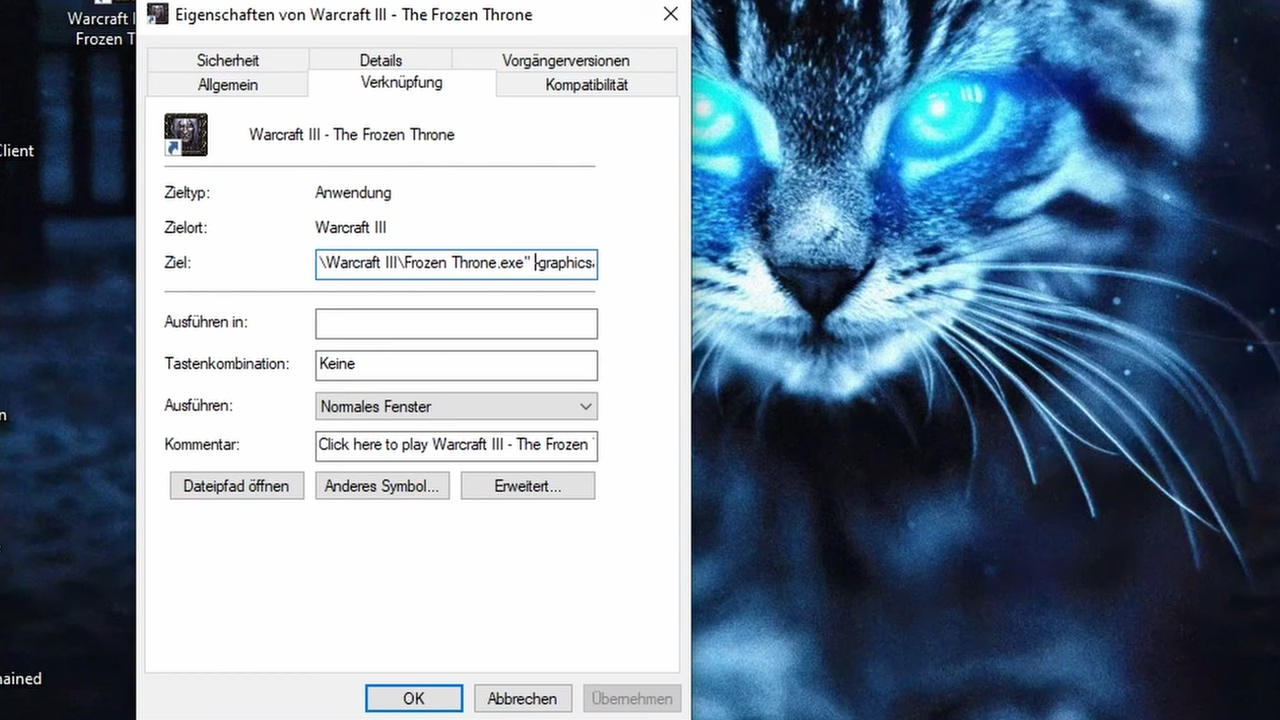 Warcraft I
Frozen T
Client
n
hained
Eigenschaften von Warcraft III - The Frozen Throne
Sicherheit Details Vorgängerversionen
Allgemein Verknüpfung Kompatibilität
Warcraft III - The Frozen Throne
Zieltyp: Anwendung
Zielort: Warcraft III
Ziel: \Warcraft III\Frozen Throne.exe" -graphics
Ausführen in:
Tastenkombination: Keine
Ausführen: Normales Fenster
Kommentar: Click here to play Warcraft III - The Frozen
Dateipfad öffnen Anderes Symbol... Erweitert...
OK Abbrechen Übernehmen